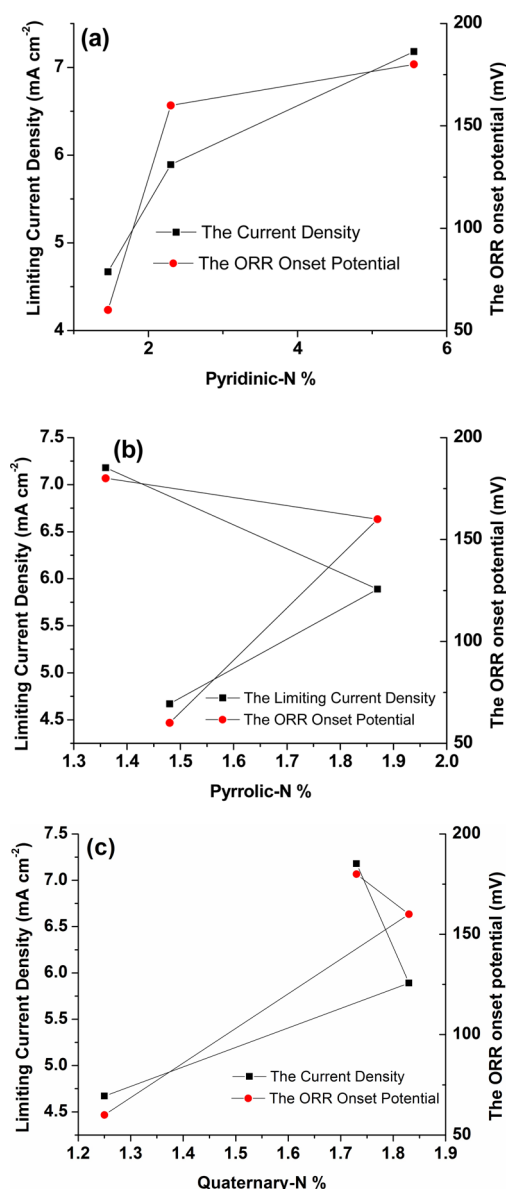 (a)
Limiting Current Density (mA cm⁻²)
7
6
5
4
200
150
100
50
The ORR onset potential (mV)
The Current Density
The ORR Onset Potential
2 4 6
Pyridinic-N %
(b)
Limiting Current Density (mA cm⁻²)
7.5
7.0
6.5
6.0
5.5
5.0
4.5
200
150
100
50
The ORR onset potential (mV)
The Limiting Current Density
The ORR Onset Potential
1.3 1.4 1.5 1.6 1.7 1.8 1.9 2.0
Pyrrolic-N %
(c)
Limiting Current Density (mA cm⁻²)
7.5
7.0
6.5
6.0
5.5
5.0
4.5
200
150
100
50
The ORR onset potential (mV)
The Current Density
The ORR Onset Potential
1.2 1.3 1.4 1.5 1.6 1.7 1.8 1.9
Quaternary-N %